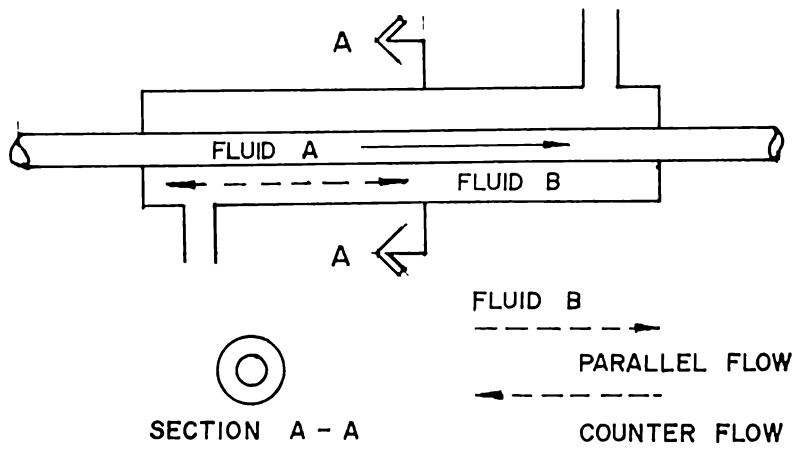 A
FLUID A
FLUID B
A
FLUID B
PARALLEL FLOW
COUNTER FLOW
SECTION A - A